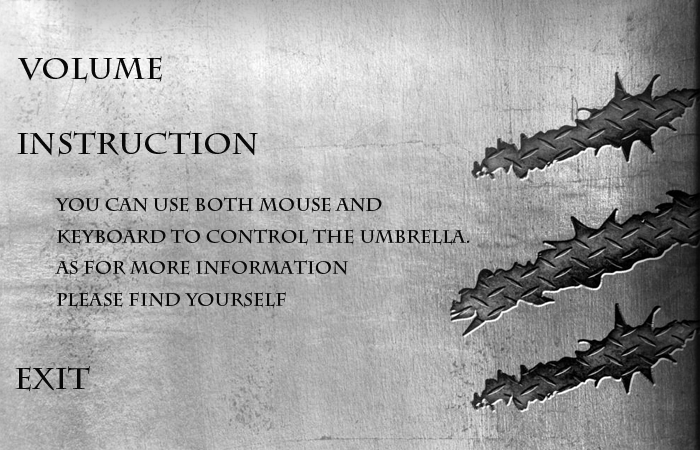 VOLUME
INSTRUCTION
YOU CAN USE BOTH MOUSE AND
KEYBOARD TO CONTROL THE UMBRELLA.
AS FOR MORE INFORMATION
PLEASE FIND YOURSELF
EXIT